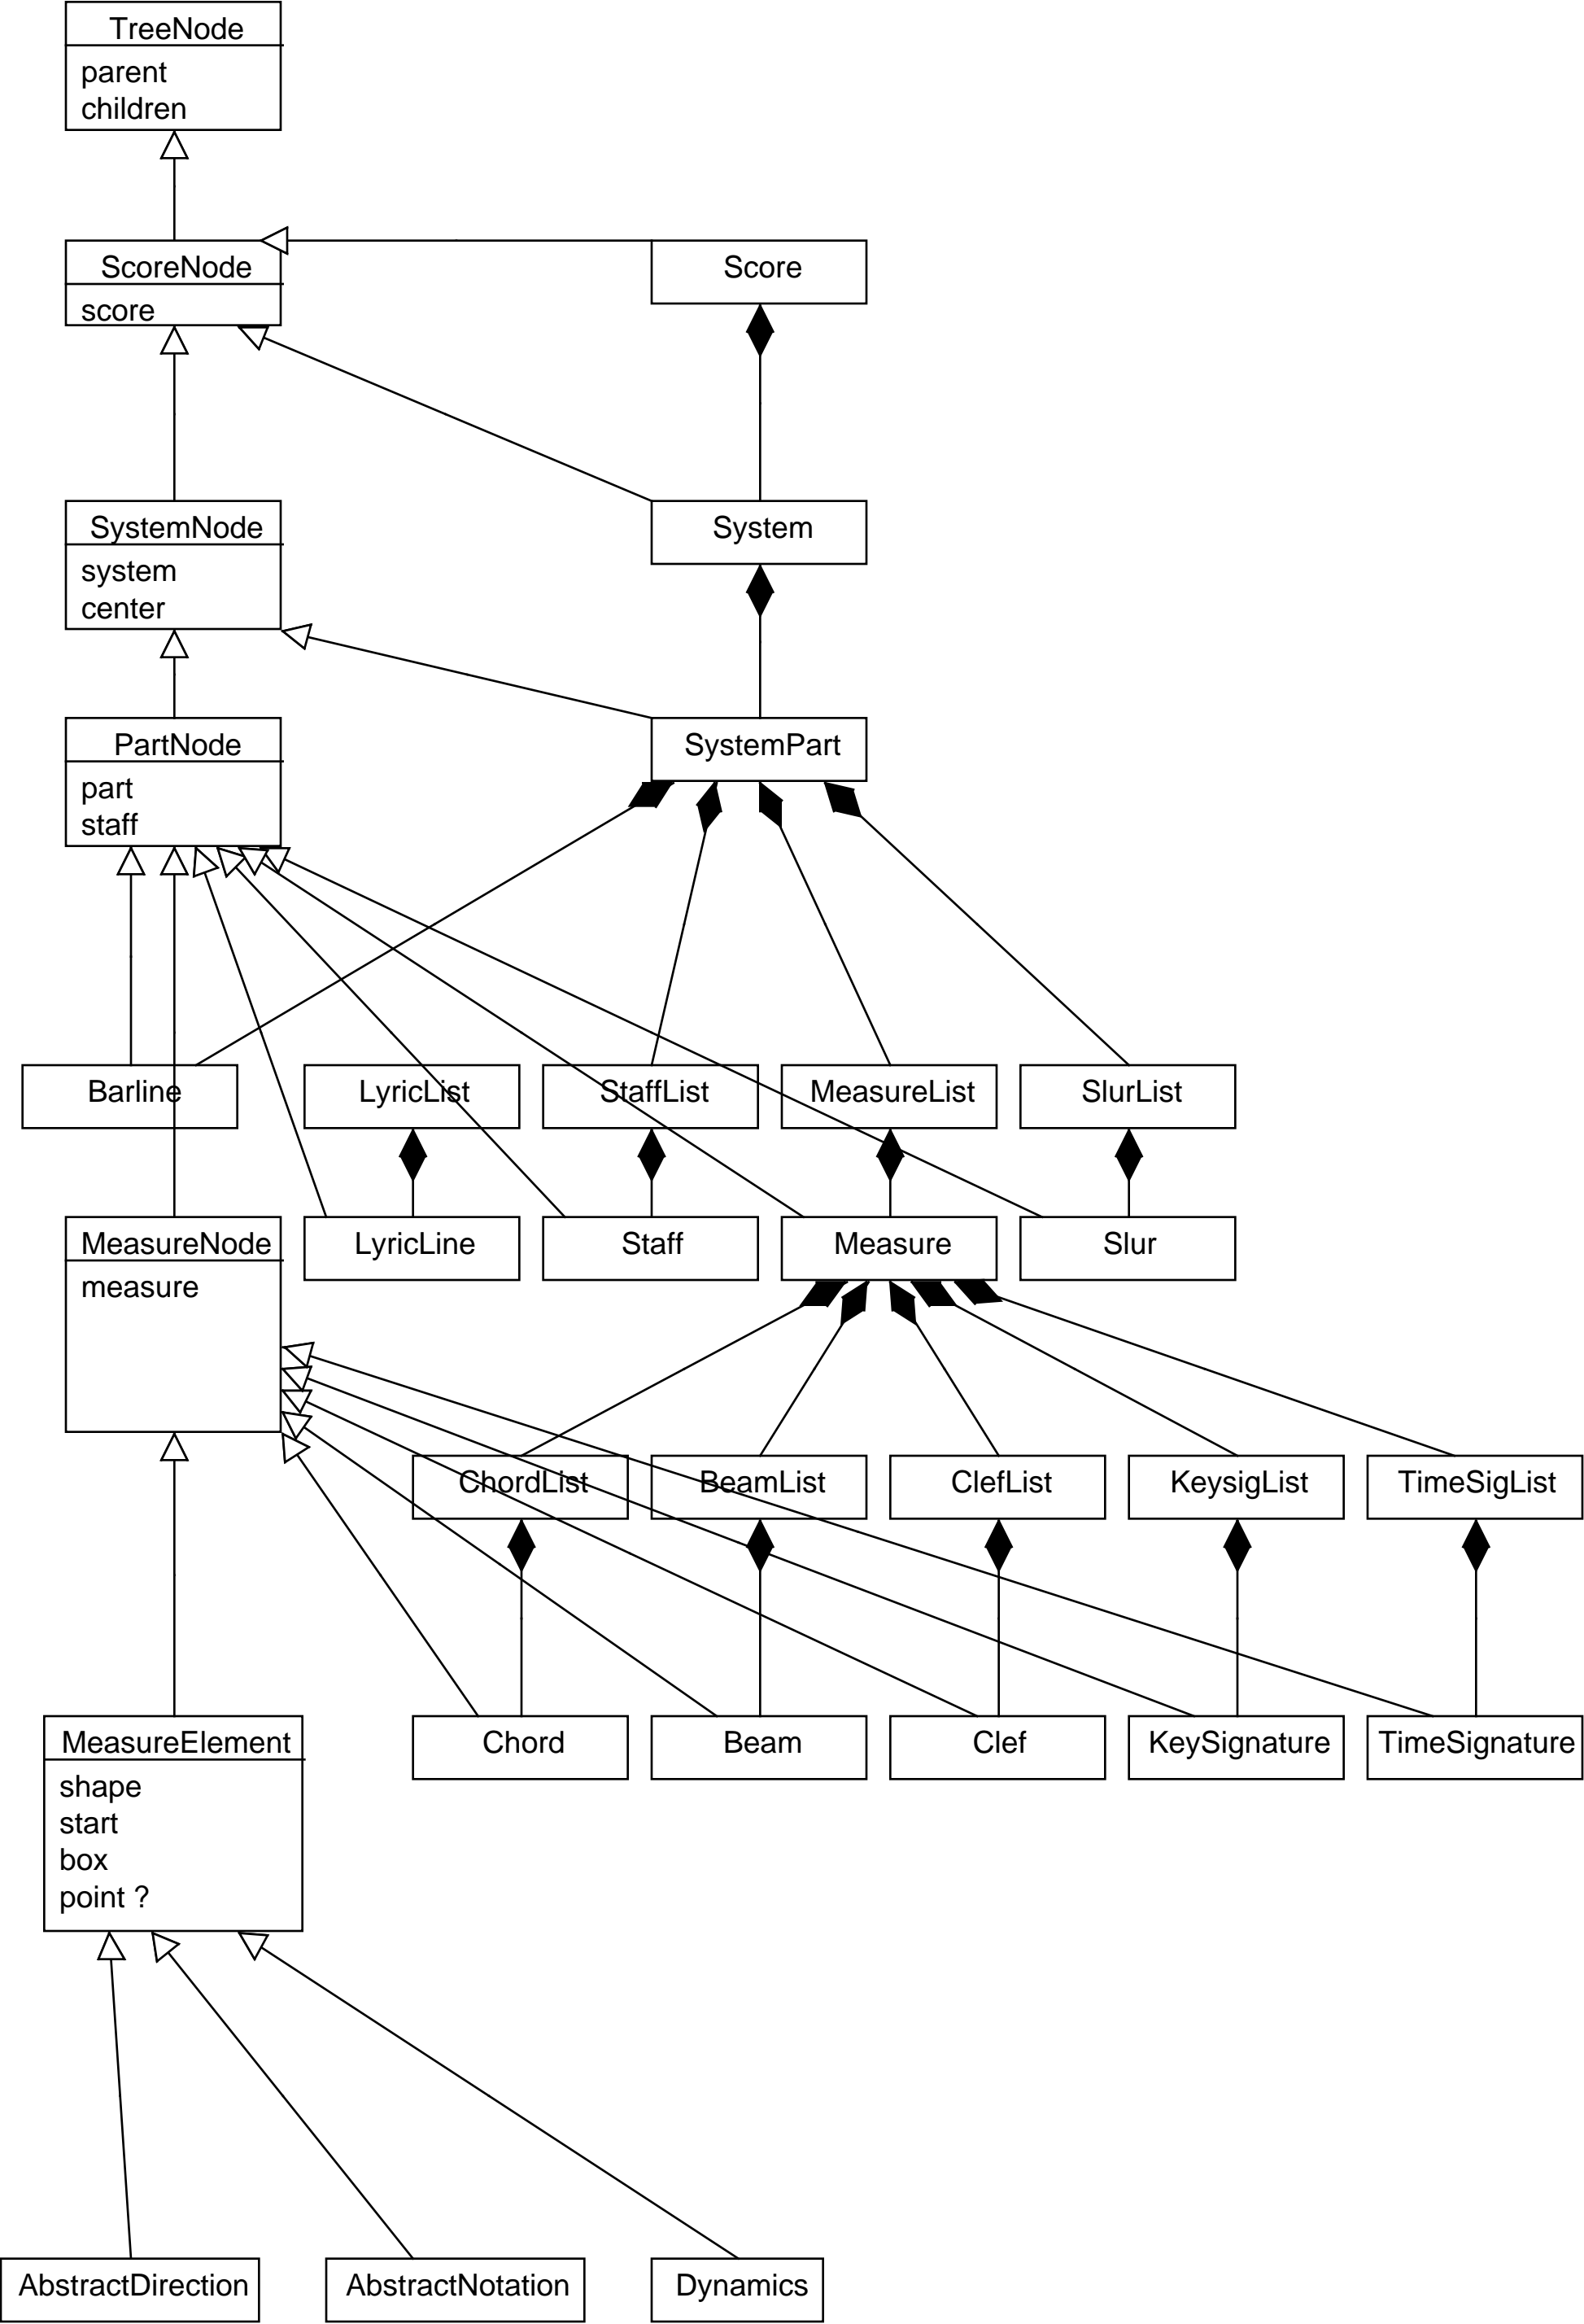 TreeNode
parent
children
ScoreNode
score
Score
SystemNode
system
center
System
PartNode
part
staff
SystemPart
Barline
LyricList
StaffList
MeasureList
SlurList
MeasureNode
measure
LyricLine
Staff
Measure
Slur
ChordList
BeamList
ClefList
KeysigList
TimeSigList
MeasureElement
shape
start
box
point ?
Chord
Beam
Clef
KeySignature
TimeSignature
AbstractDirection
AbstractNotation
Dynamics